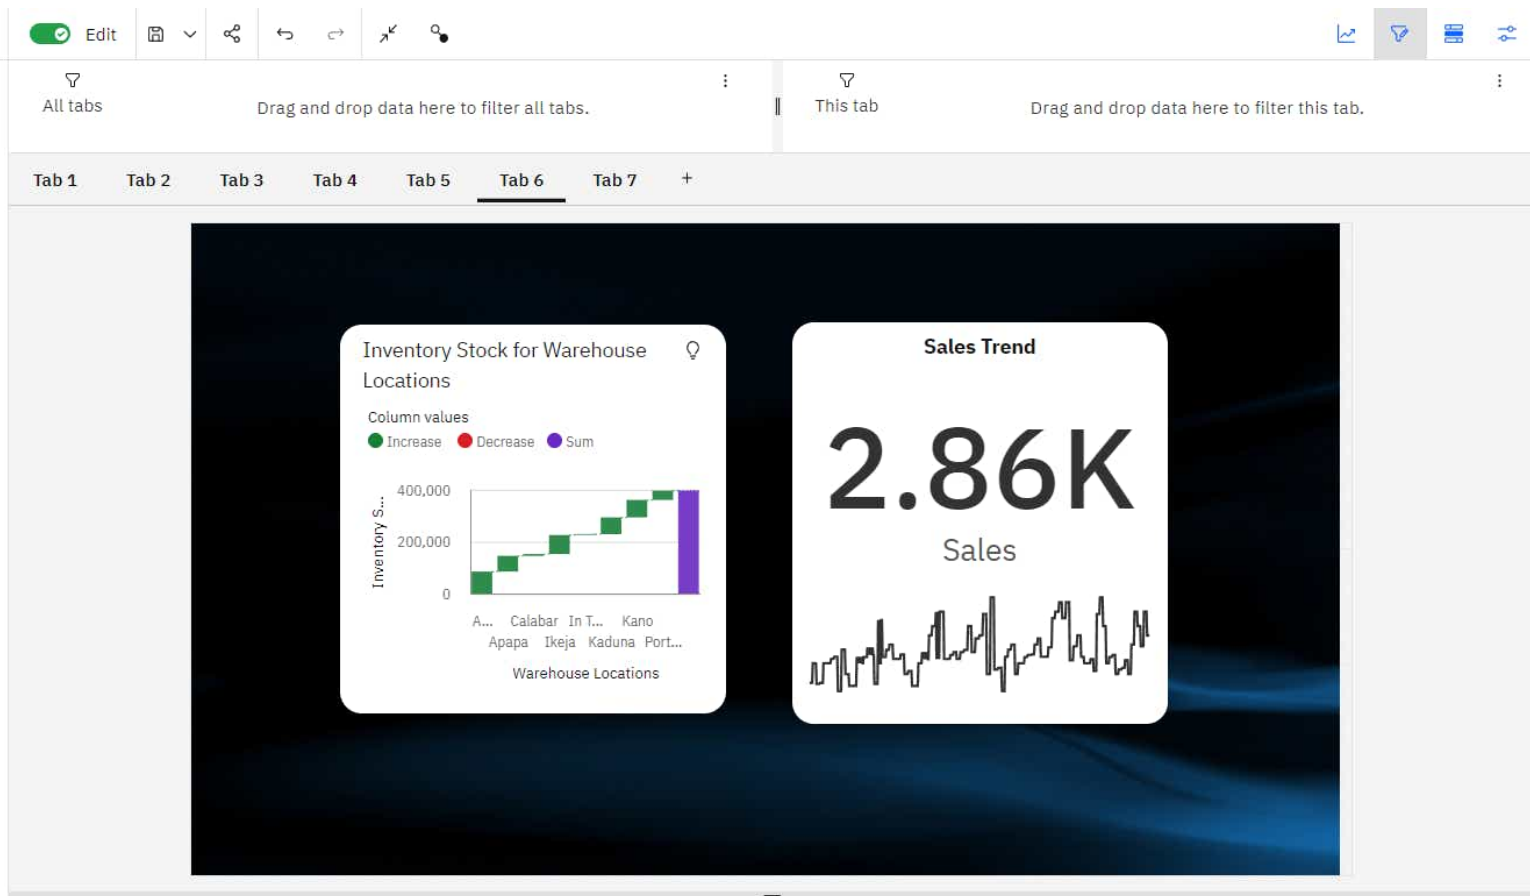 Edit
All tabs
Drag and drop data here to filter all tabs.
This tab
Drag and drop data here to filter this tab.
Tab 1
Tab 2
Tab 3
Tab 4
Tab 5
Tab 6
Tab 7
+
Inventory Stock for Warehouse
Locations
Column values
Increase
Decrease
Sum
Inventory S...
400,000
200,000
0
A...
Calabar
In T...
Kano
Apapa
Ikeja
Kaduna
Port...
Warehouse Locations
Sales Trend
2.86K
Sales